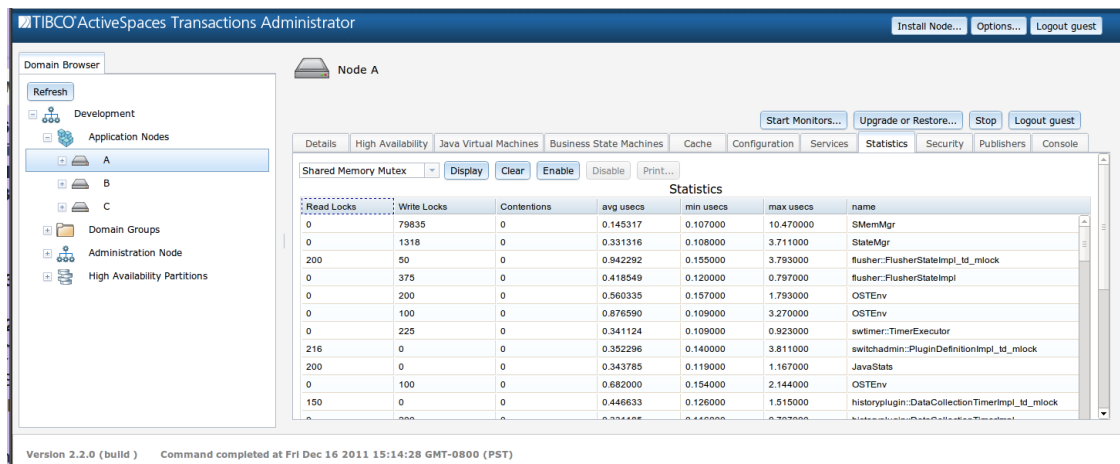 TIBCO® ActiveSpaces Transactions Administrator
Install Node... Options... Logout guest
Domain Browser
Refresh
Development
Application Nodes
A
B
C
Domain Groups
Administration Node
High Availability Partitions
Node A
Start Monitors... Upgrade or Restore... Stop Logout guest
Details High Availability Java Virtual Machines Business State Machines Cache Configuration Services Statistics Security Publishers Console
Shared Memory Mutex Display Clear Enable Disable Print...
Statistics
Read Locks Write Locks Contentions avg usecs min usecs max usecs name
0 79835 0 0.145317 0.107000 10.470000 SMemMgr
0 1318 0 0.331316 0.108000 3.711000 StateMgr
200 50 0 0.942292 0.155000 3.793000 flusher::FlusherStateImpl_td_mlock
0 375 0 0.418549 0.120000 0.797000 flusher::FlusherStateImpl
0 200 0 0.560335 0.157000 1.793000 OSTEnv
0 100 0 0.876590 0.109000 3.270000 OSTEnv
0 225 0 0.341124 0.109000 0.923000 swtimer::TimerExecutor
216 0 0 0.352296 0.140000 3.811000 switchadmin::PluginDefinitionImpl_td_mlock
200 0 0 0.343785 0.119000 1.167000 JavaStats
0 100 0 0.682000 0.154000 2.144000 OSTEnv
150 0 0 0.446633 0.126000 1.515000 historyplugin::DataCollectionTimerImpl_td_mlock
Version 2.2.0 (build ) Command completed at Fri Dec 16 2011 15:14:28 GMT-0800 (PST)